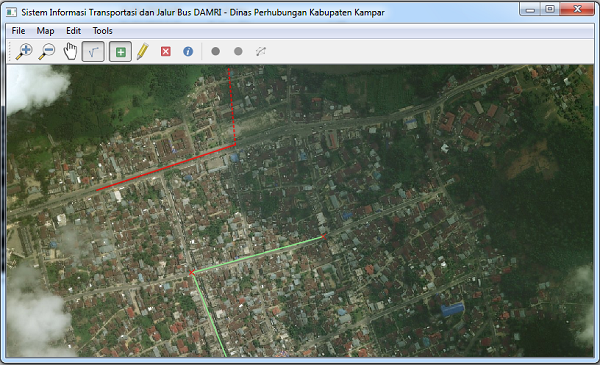 Sistem Informasi Transportasi dan Jalur Bus DAMRI - Dinas Perhubungan Kabupaten Kampar
File Map Edit Tools